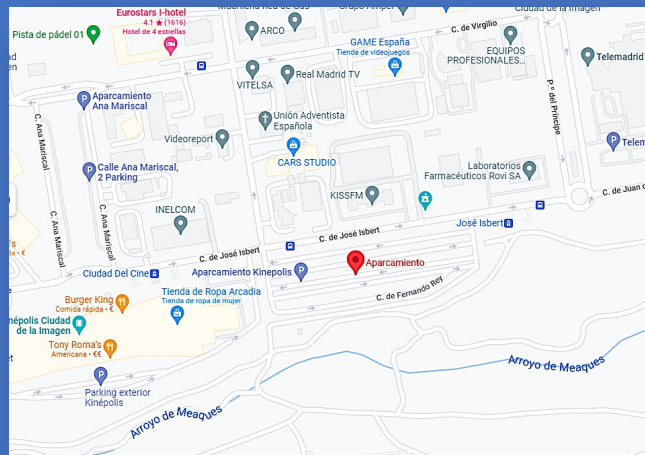 Eurostars I-hotel
4.1 ★ (1616)
Hotel de 4 estrellas
Pista de pádel 01
ARCO
Ciudad de la Imagen
C. de Virgilio
GAME España
Tienda de videojuegos
EQUIPOS
PROFESIONALES...
Telemadrid
VITELSA
Real Madrid TV
P.º del Príncipe
Aparcamiento
Ana Mariscal
C. Ana Mariscal
Unión Adventista
Española
Videoreport
CARS STUDIO
Calle Ana Mariscal,
2 Parking
Laboratorios
Farmacéuticos Rovi SA
KISSFM
C. de Juan
INELCOM
José Isbert
C. Ana Mariscal
C. Ana Mariscal
C. de José Isbert
C. de José Isbert
Ciudad Del Cine
Aparcamiento Kinepolis
Aparcamiento
C. de Fernando Rey
Tienda de Ropa Arcadia
Tienda de ropa de mujer
Burger King
Comida rápida • €
népolis Ciudad
de la Imagen
Tony Roma's
Americana • €€
Arroyo de Meaques
Parking exterior
Kinépolis
Arroyo de Meaques